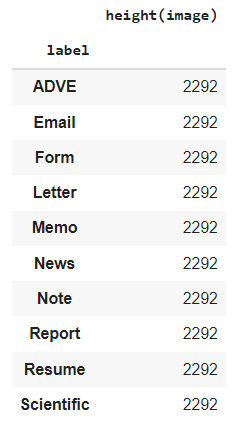 height(image)
label
ADVE 2292
Email 2292
Form 2292
Letter 2292
Memo 2292
News 2292
Note 2292
Report 2292
Resume 2292
Scientific 2292